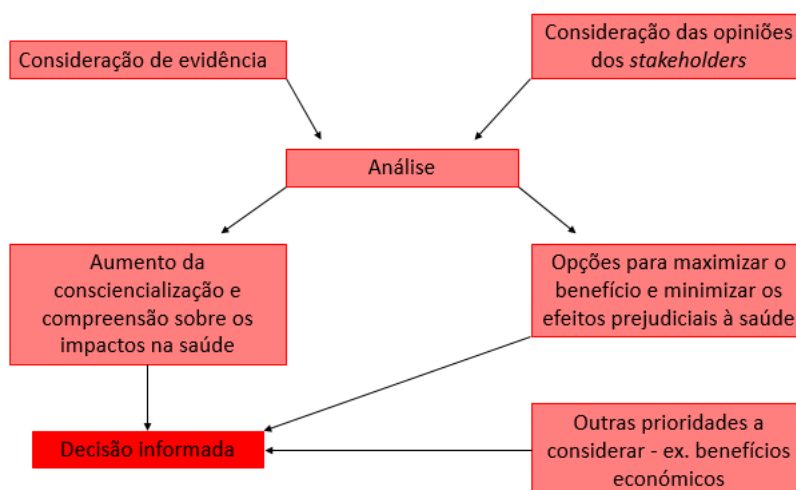 Consideração de evidência
Consideração das opiniões
dos stakeholders
Análise
Aumento da
consciencialização e
compreensão sobre os
impactos na saúde
Opções para maximizar o
benefício e minimizar os
efeitos prejudiciais à saúde
Decisão informada
Outras prioridades a
considerar - ex. benefícios
económicos